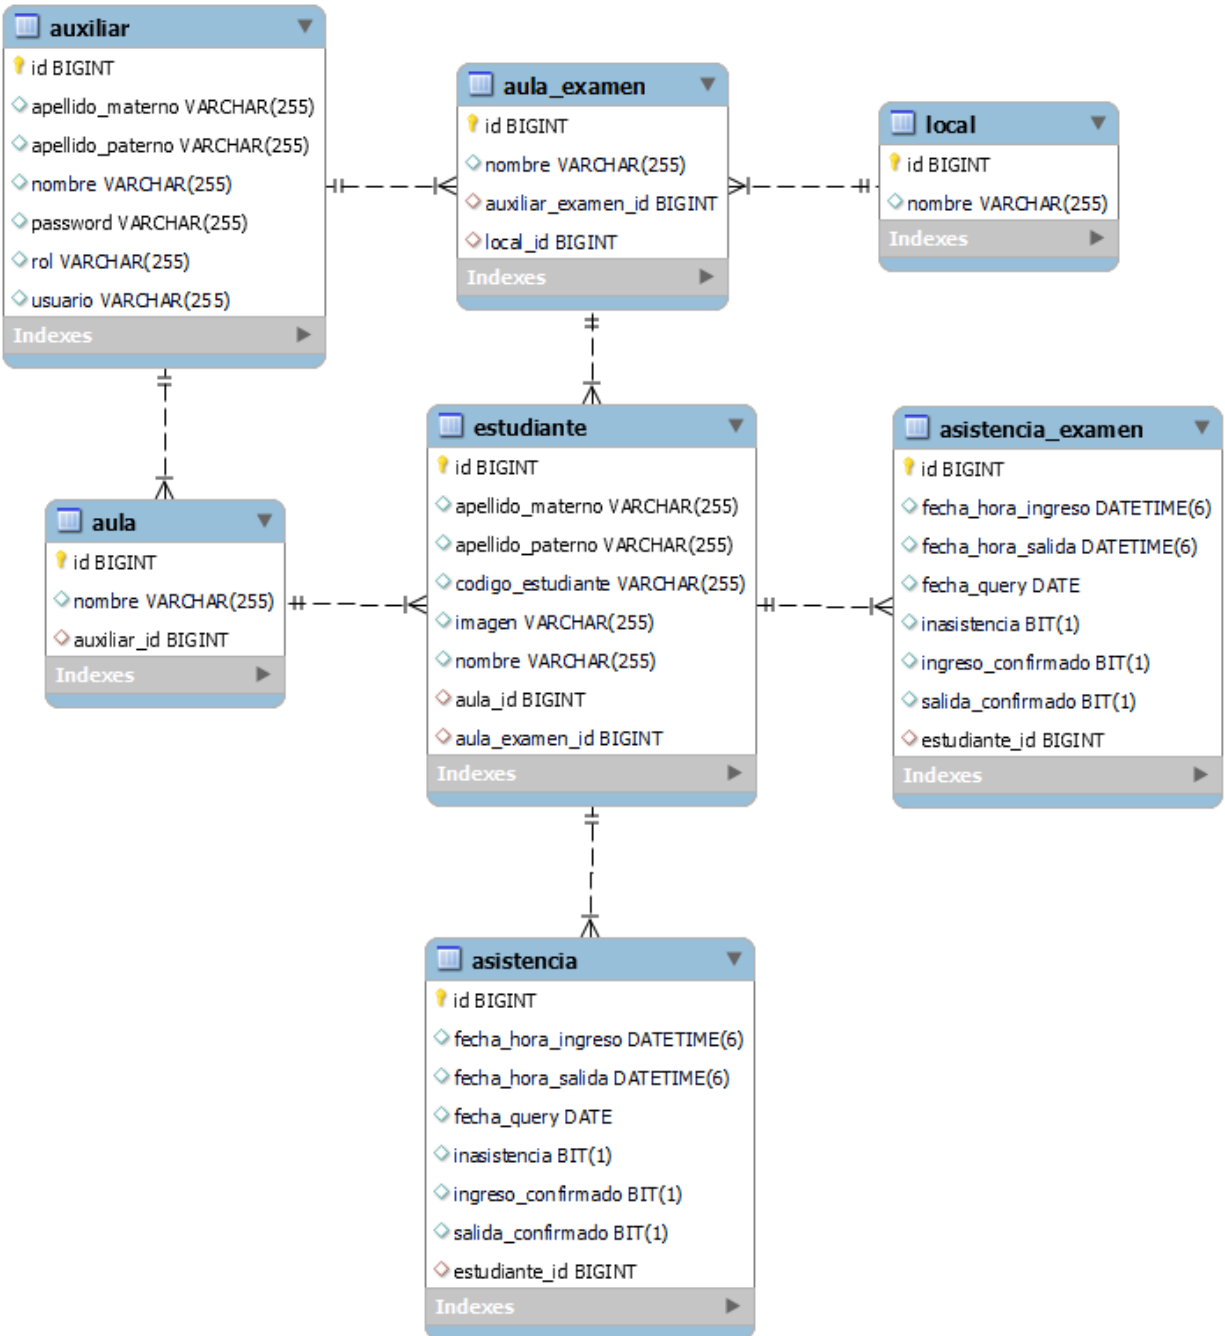 auxiliar
id BIGINT
apellido_materno VARCHAR(255)
apellido_paterno VARCHAR(255)
nombre VARCHAR(255)
password VARCHAR(255)
rol VARCHAR(255)
usuario VARCHAR(255)
Indexes
aula_examen
id BIGINT
nombre VARCHAR(255)
auxiliar_examen_id BIGINT
local_id BIGINT
Indexes
local
id BIGINT
nombre VARCHAR(255)
Indexes
aula
id BIGINT
nombre VARCHAR(255)
auxiliar_id BIGINT
Indexes
estudiante
id BIGINT
apellido_materno VARCHAR(255)
apellido_paterno VARCHAR(255)
codigo_estudiante VARCHAR(255)
imagen VARCHAR(255)
nombre VARCHAR(255)
aula_id BIGINT
aula_examen_id BIGINT
Indexes
asistencia_examen
id BIGINT
fecha_hora_ingreso DATETIME(6)
fecha_hora_salida DATETIME(6)
fecha_query DATE
inasistencia BIT(1)
ingreso_confirmado BIT(1)
salida_confirmado BIT(1)
estudiante_id BIGINT
Indexes
asistencia
id BIGINT
fecha_hora_ingreso DATETIME(6)
fecha_hora_salida DATETIME(6)
fecha_query DATE
inasistencia BIT(1)
ingreso_confirmado BIT(1)
salida_confirmado BIT(1)
estudiante_id BIGINT
Indexes